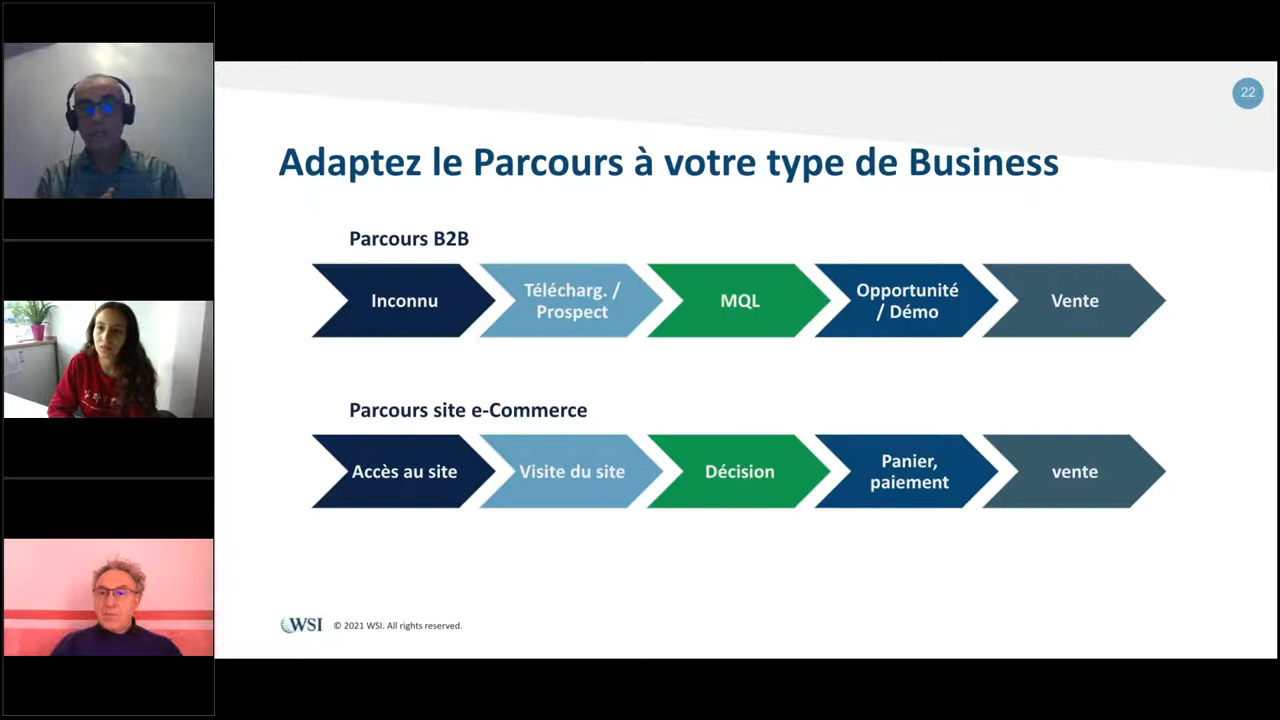 22
Adaptez le Parcours à votre type de Business
Parcours B2B
Inconnu
Télécharg. /
Prospect
MQL
Opportunité
/ Démo
Vente
Parcours site e-Commerce
Accès au site
Visite du site
Décision
Panier,
paiement
vente
WSI © 2021 WSI. All rights reserved.